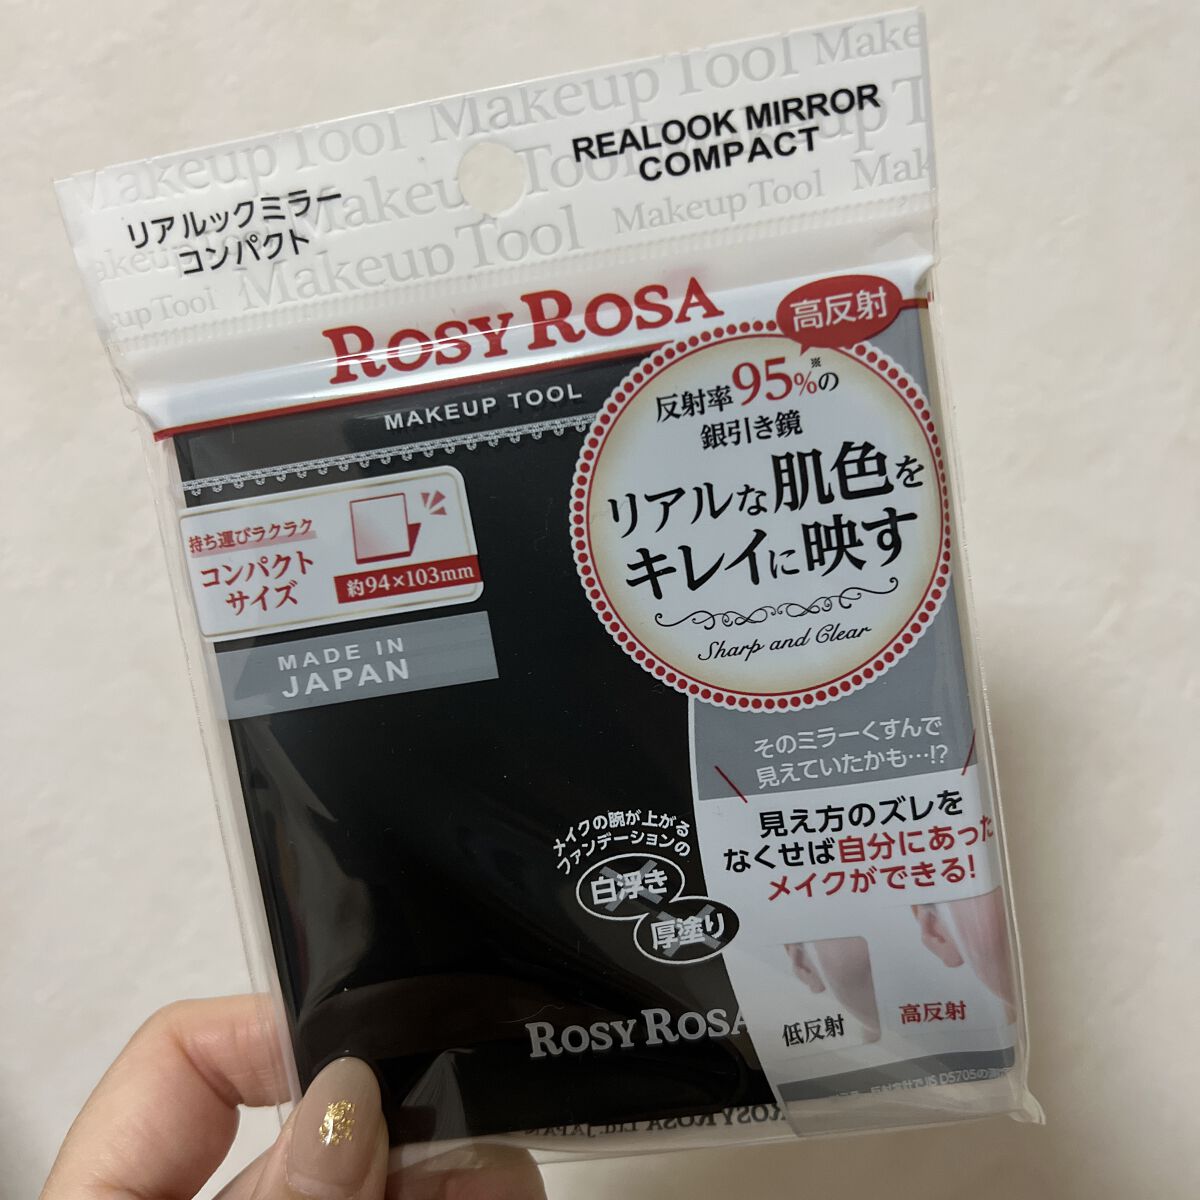 REALOOK MIRROR
COMPACT
リアルックミラー
コンパクト
Makeup Tool Makeup Tool Make
Makeup Tool
Makeup Tool
Makeup Tool
ROSY ROSA
MAKEUP TOOL
高反射
反射率95%※の
銀引き鏡
リアルな肌色を
キレイに映す
Sharp and Clear
持ち運びラクラク
コンパクト
サイズ
約94×103mm
MADE IN
JAPAN
そのミラーくすんで
見えていたかも…!?
見え方のズレを
なくせば自分にあった
メイクができる!
メイクの腕が上がる
ファンデーションの
白浮き
厚塗り
低反射
高反射
ROSY ROSA